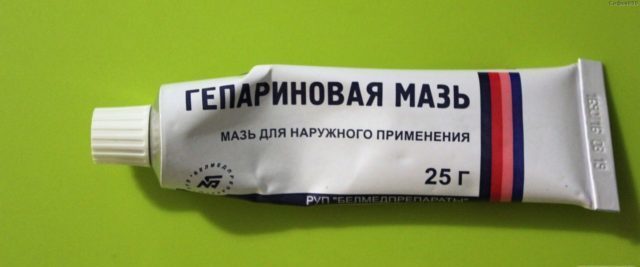 ГЕПАРИНОВАЯ МАЗЬ
МАЗЬ ДЛЯ НАРУЖНОГО ПРИМЕНЕНИЯ
25 Г
РУП "БЕЛМЕДПРЕПАРАТЫ"